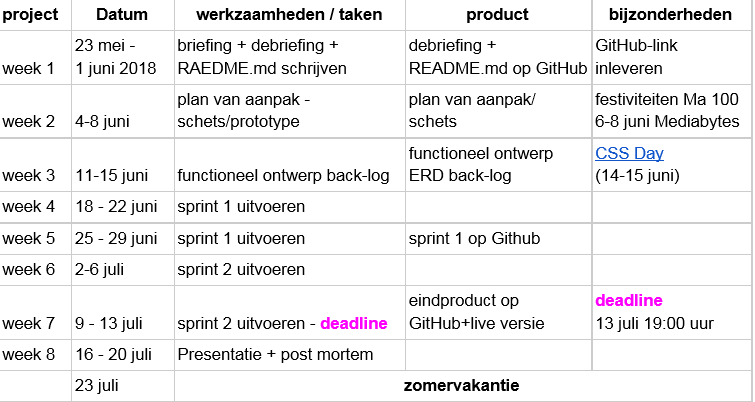 project Datum werkzaamheden / taken product bijzonderheden
23 mei - briefing + debriefing + debriefing + GitHub-link
week 1 1 juni 2018 RAEDME.md schrijven README.md op GitHub inleveren
plan van aanpak - plan van aanpak/ festiviteiten Ma 100
week 2 4-8 juni schets/prototype schets 6-8 juni Mediabytes
functioneel ontwerp CSS Day
week 3 11-15 juni functioneel ontwerp back-log ERD back-log (14-15 juni)
week 4 18 - 22 juni sprint 1 uitvoeren
week 5 25 - 29 juni sprint 1 uitvoeren sprint 1 op Github
week 6 2-6 juli sprint 2 uitvoeren
eindproduct op deadline
week 7 9 - 13 juli sprint 2 uitvoeren - deadline GitHub+live versie 13 juli 19:00 uur
week 8 16 - 20 juli Presentatie + post mortem
23 juli zomervakantie